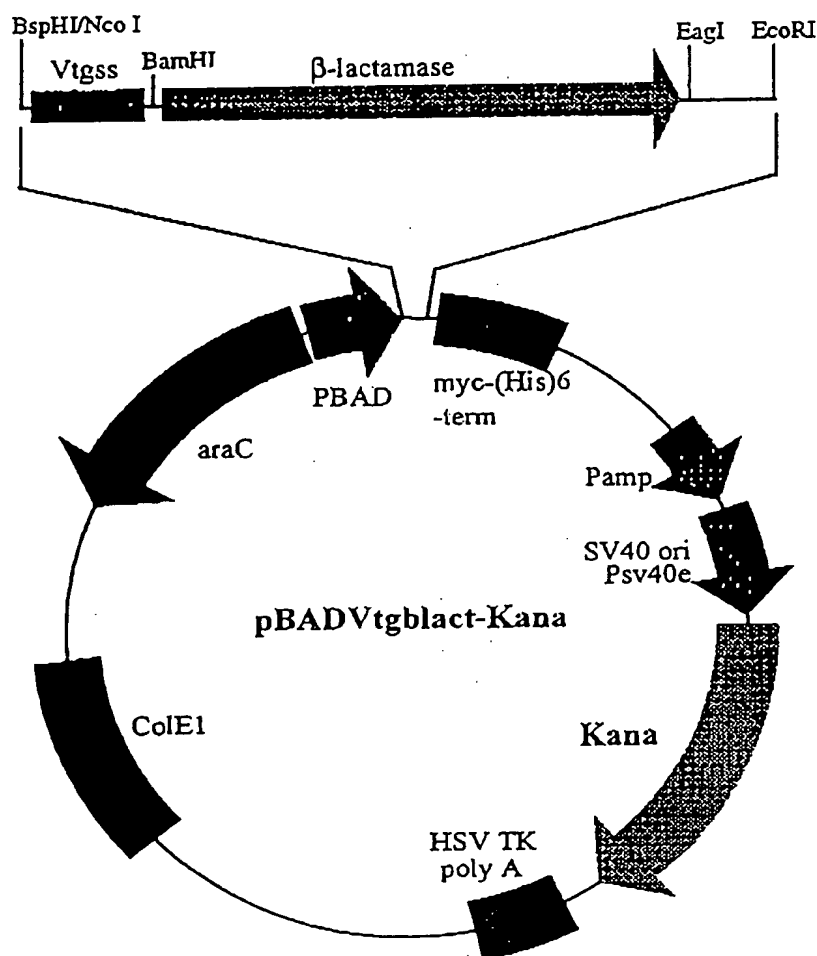 BspHI/Nco I
Vtgss
BamHI
β-lactamase
EagI
EcoRI
PBAD
myc-(His)6
-term
araC
Pamp
SV40 ori
Psv40e
pBADVtgblact-Kana
ColE1
Kana
HSV TK
poly A